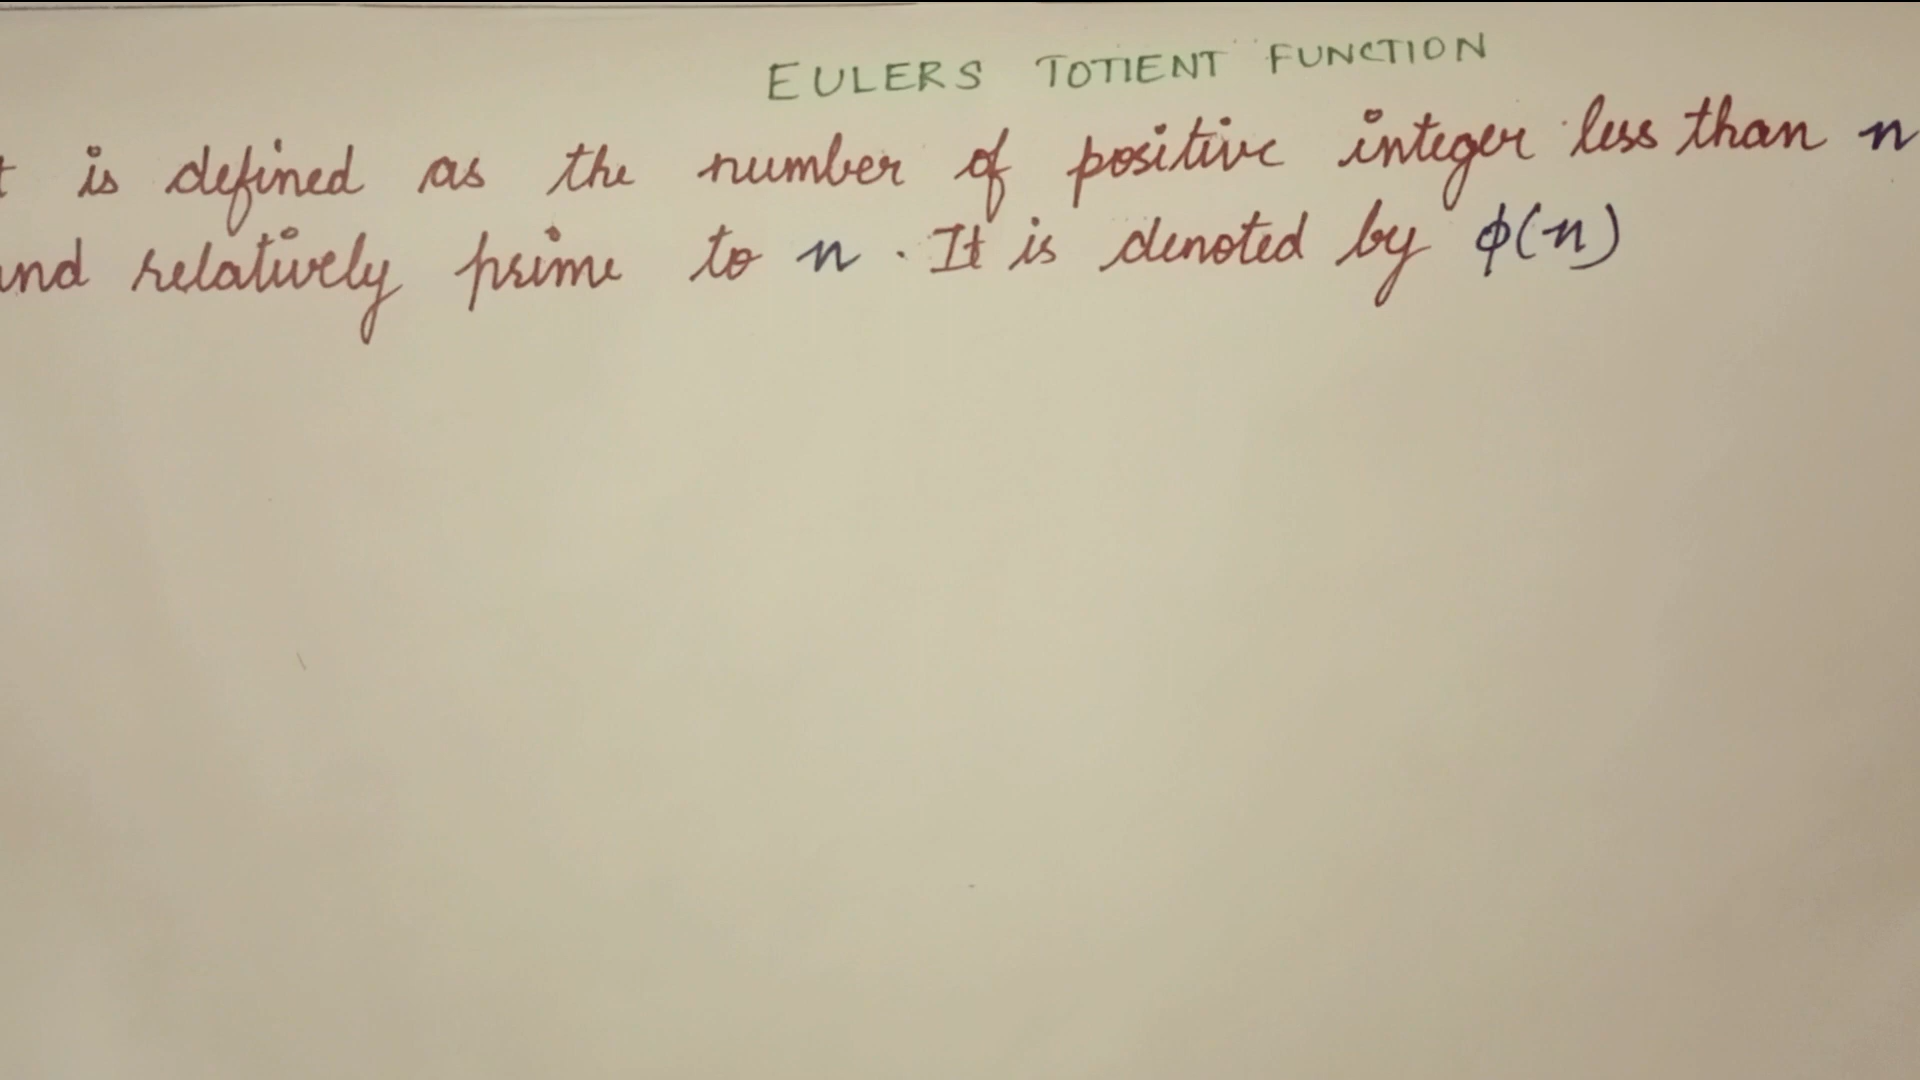 EULERS TOTIENT FUNCTION
t is defined as the number of positive integer less than n
and relatively prime to n. It is denoted by ϕ(n)